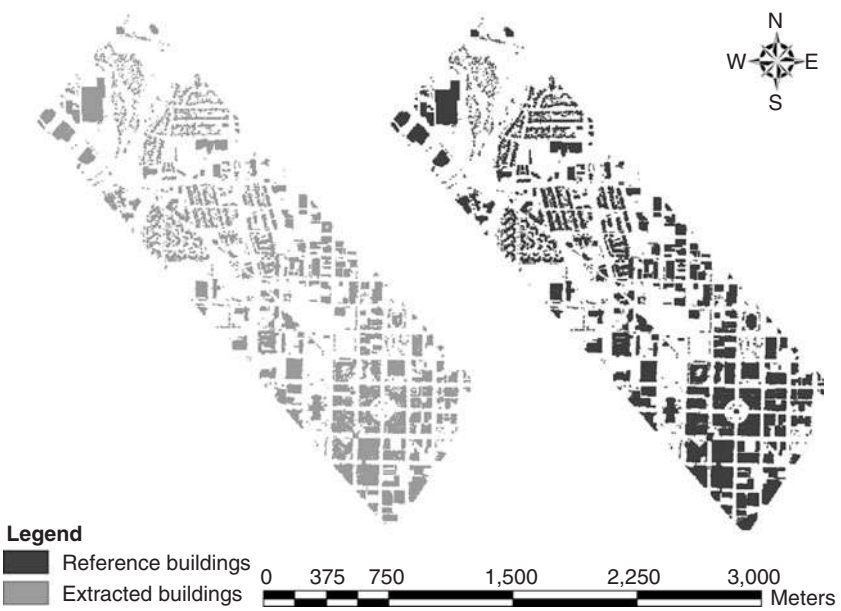 N
W E
S
Legend
Reference buildings
Extracted buildings
0 375 750 1,500 2,250 3,000
Meters